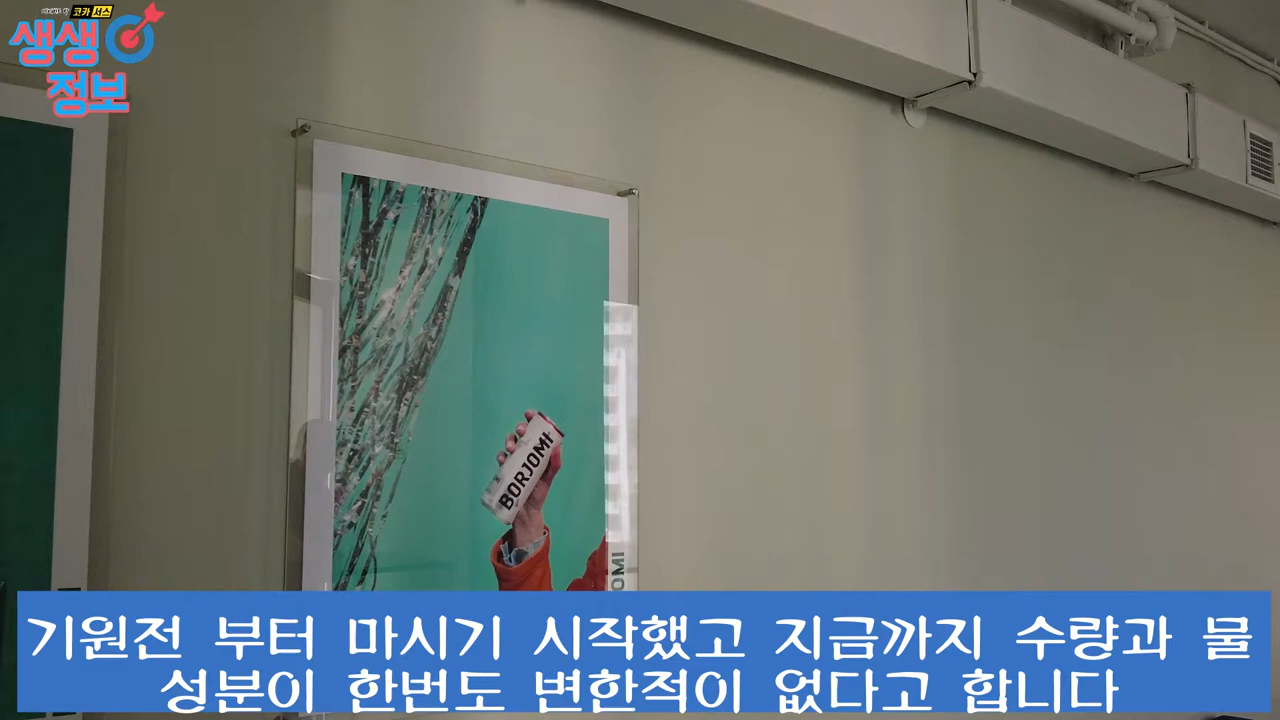 코카서스
생생
정보
BORJOMI
OMI
기원전 부터 마시기 시작했고 지금까지 수량과 물
성분이 한번도 변한적이 없다고 합니다